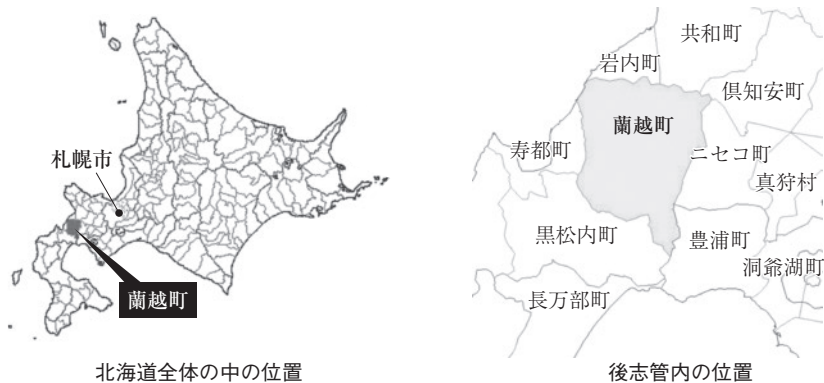 札幌市
蘭越町
北海道全体の中の位置
共和町
岩内町
倶知安町
蘭越町
寿都町
ニセコ町
真狩村
黒松内町
豊浦町
洞爺湖町
長万部町
後志管内の位置